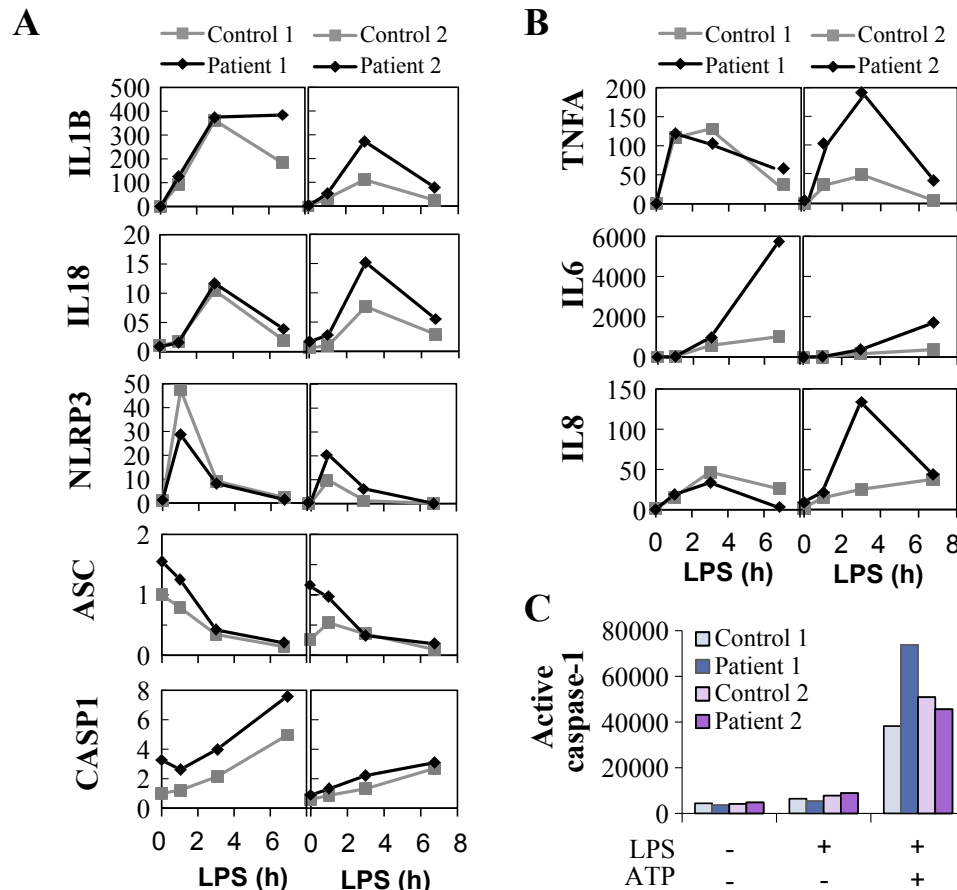 A
Control 1
Control 2
Patient 1
Patient 2
IL1B
500
400
300
200
100
0
IL18
20
15
10
05
0
NLRP3
50
40
30
20
10
0
ASC
2
1
0
CASP1
8
6
4
2
0
0 2 4 6 0 2 4 6 8
LPS (h) LPS (h)
B
Control 1
Control 2
Patient 1
Patient 2
TNFA
200
150
100
50
0
IL6
6000
4000
2000
0
IL8
150
100
50
0
0 2 4 6 0 2 4 6 8
LPS (h) LPS (h)
C
Active caspase-1
80000
60000
40000
20000
0
Control 1
Patient 1
Control 2
Patient 2
LPS - + +
ATP - - +